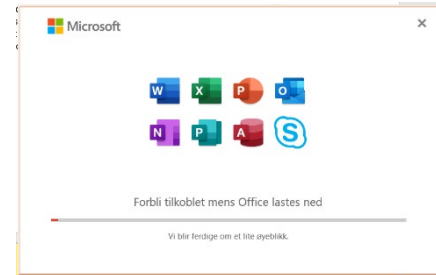 Microsoft
W X P O
N P A S
Forbli tilkoblet mens Office lastes ned
Vi blir ferdige om et lite øyeblikk.